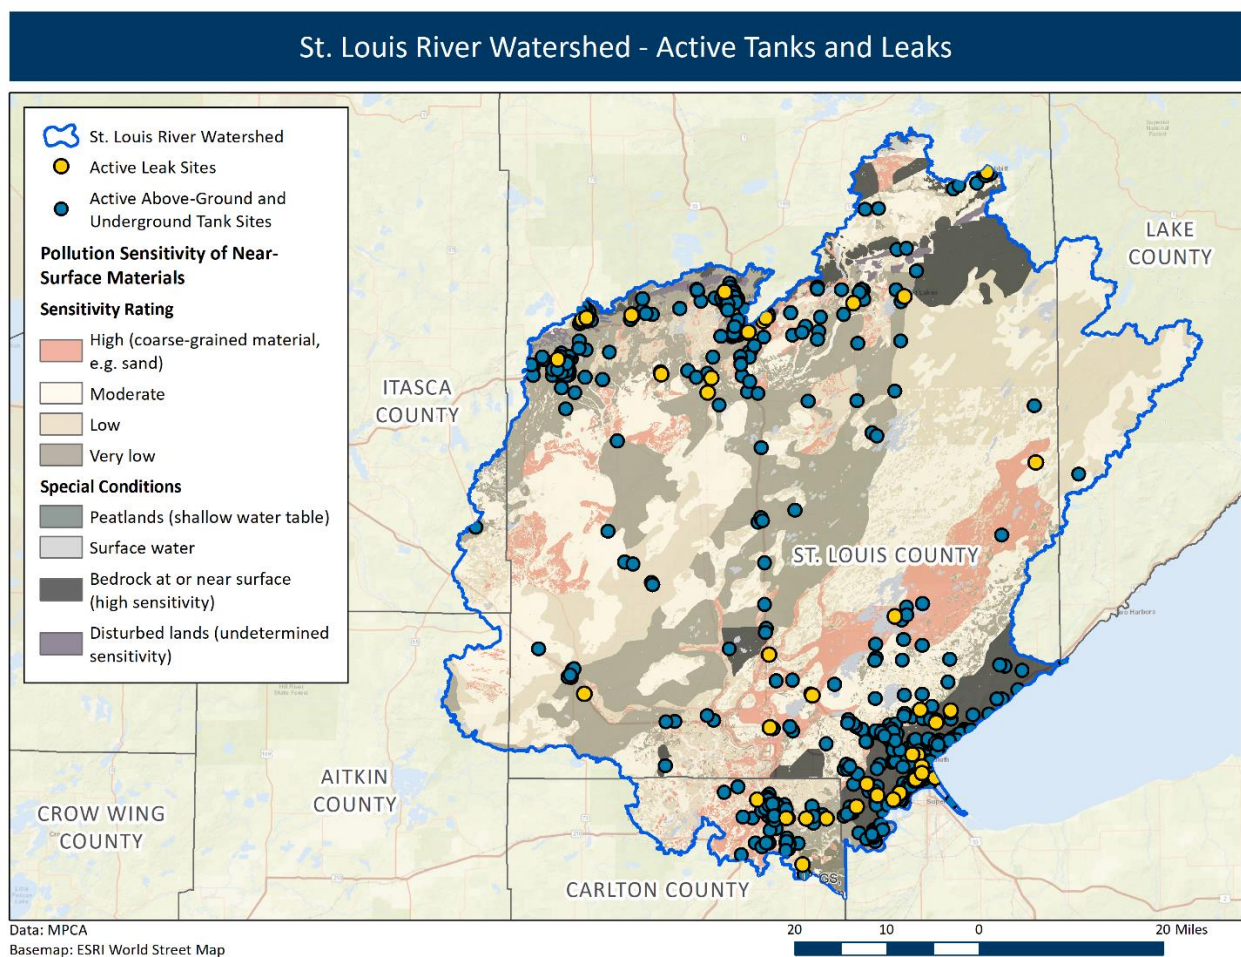 St. Louis River Watershed - Active Tanks and Leaks
St. Louis River Watershed
Active Leak Sites
Active Above-Ground and
Underground Tank Sites
Pollution Sensitivity of Near-
Surface Materials
Sensitivity Rating
High (coarse-grained material,
e.g. sand)
Moderate
Low
Very low
Special Conditions
Peatlands (shallow water table)
Surface water
Bedrock at or near surface
(high sensitivity)
Disturbed lands (undetermined
sensitivity)
LAKE
COUNTY
ITASCA
COUNTY
ST. LOUIS COUNTY
AITKIN
COUNTY
CROW WING
COUNTY
CARLTON COUNTY
GS
Data: MPCA
Basemap: ESRI World Street Map
20 10 0 20 Miles